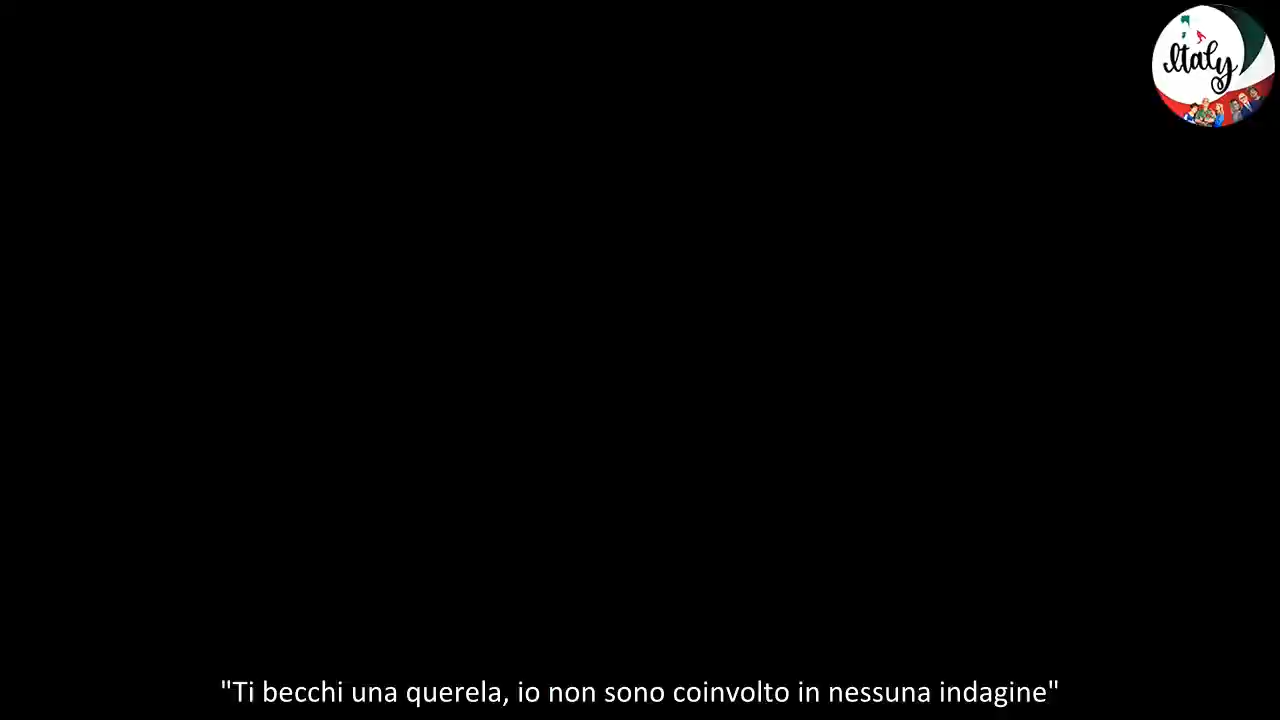 Italy
"Ti becchi una querela, io non sono coinvolto in nessuna indagine"